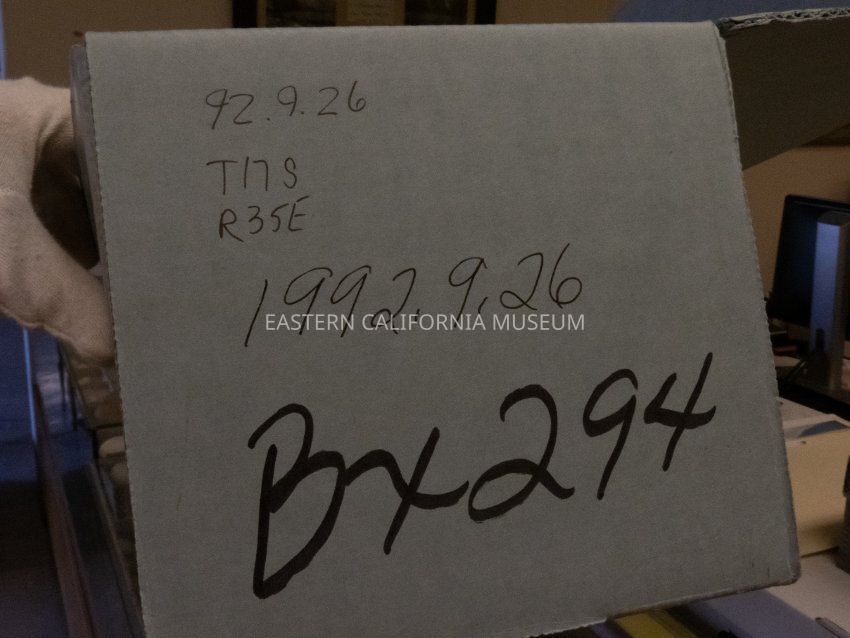 92.9.26
T17S
R35E
1992.9.26
EASTERN CALIFORNIA MUSEUM
Bx294